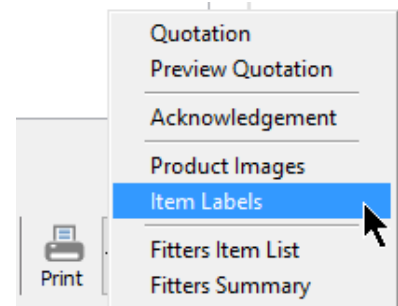 Quotation
Preview Quotation
Acknowledgement
Product Images
Item Labels
Fitters Item List
Fitters Summary
Print